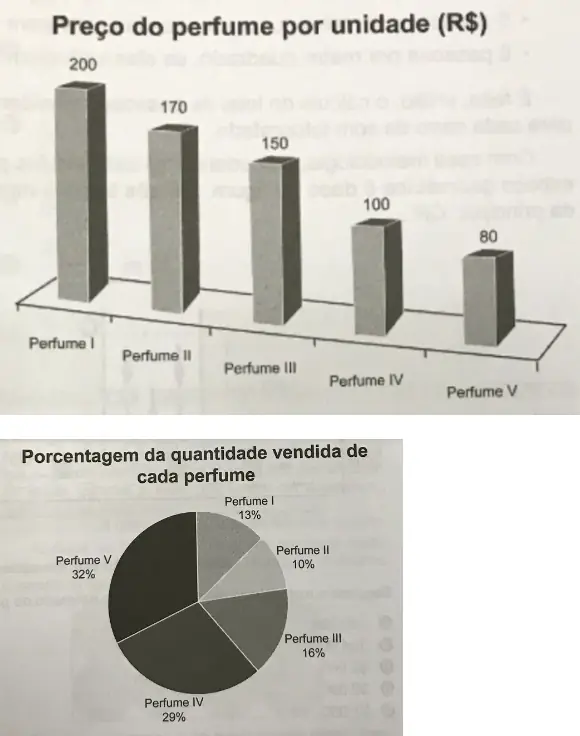 Preço do perfume por unidade (R$)
200
170
150
100
80
Perfume I
Perfume II
Perfume III
Perfume IV
Perfume V
Porcentagem da quantidade vendida de
cada perfume
Perfume I
13%
Perfume II
10%
Perfume III
16%
Perfume IV
29%
Perfume V
32%